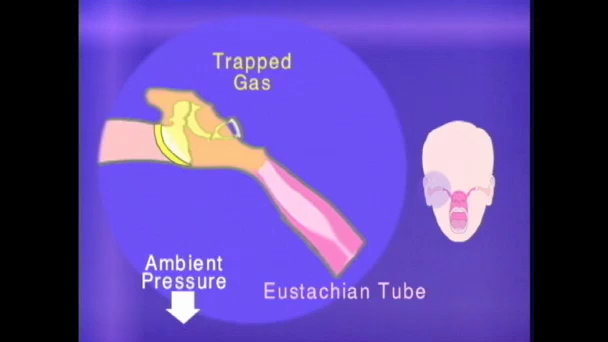 Trapped
Gas
Ambient
Pressure
Eustachian Tube